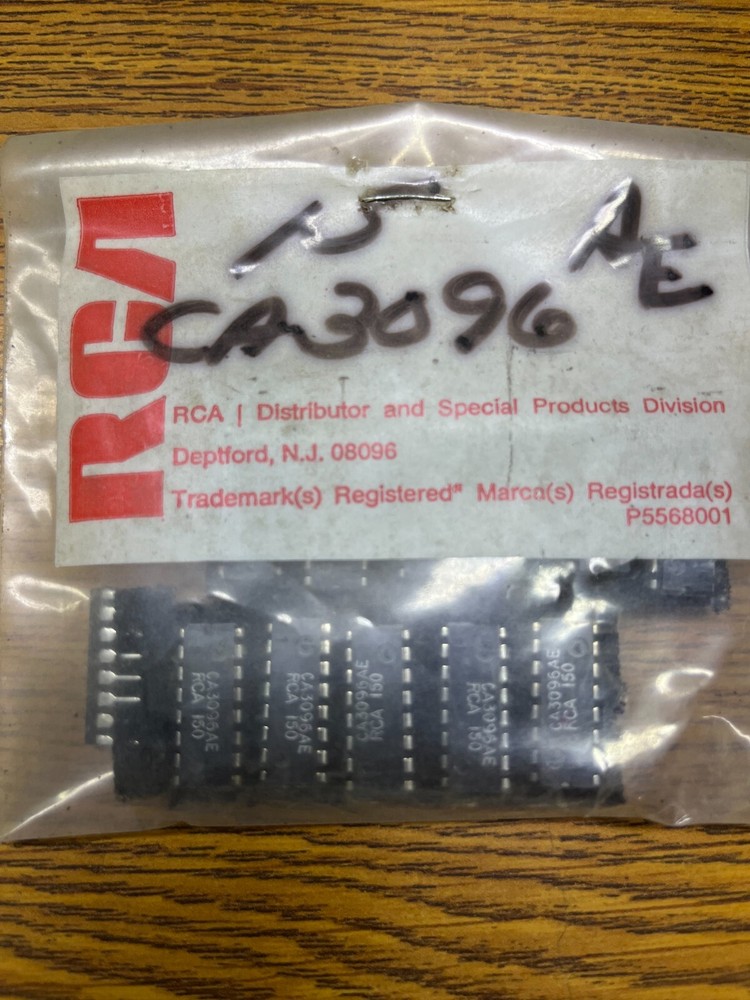 RCA
15 AE
CA3096
RCA | Distributor and Special Products Division
Deptford, N.J. 08096
Trademark(s) Registered® Marca(s) Registrada(s)
P5568001
CA3096AE
RCA 150
CA3096AE
RCA 150
CA3096AE
RCA 150
CA3096AE
RCA 150
CA3096AE
RCA 150